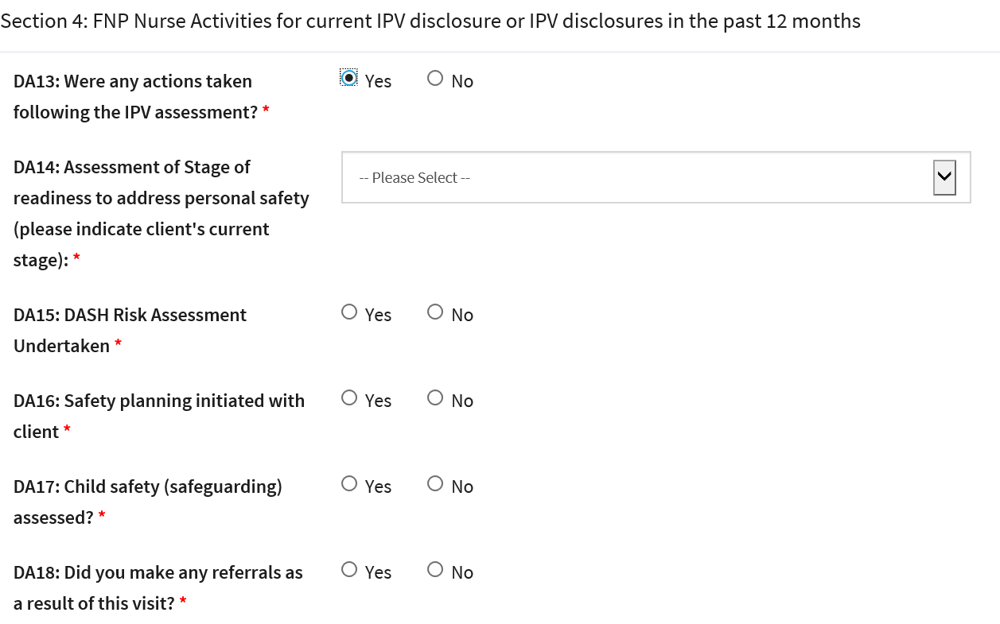 Section 4: FNP Nurse Activities for current IPV disclosure or IPV disclosures in the past 12 months
DA13: Were any actions taken
following the IPV assessment? *
Yes No
DA14: Assessment of Stage of
readiness to address personal safety
(please indicate client's current
stage): *
-- Please Select --
DA15: DASH Risk Assessment
Undertaken *
Yes No
DA16: Safety planning initiated with
client *
Yes No
DA17: Child safety (safeguarding)
assessed? *
Yes No
DA18: Did you make any referrals as
a result of this visit? *
Yes No